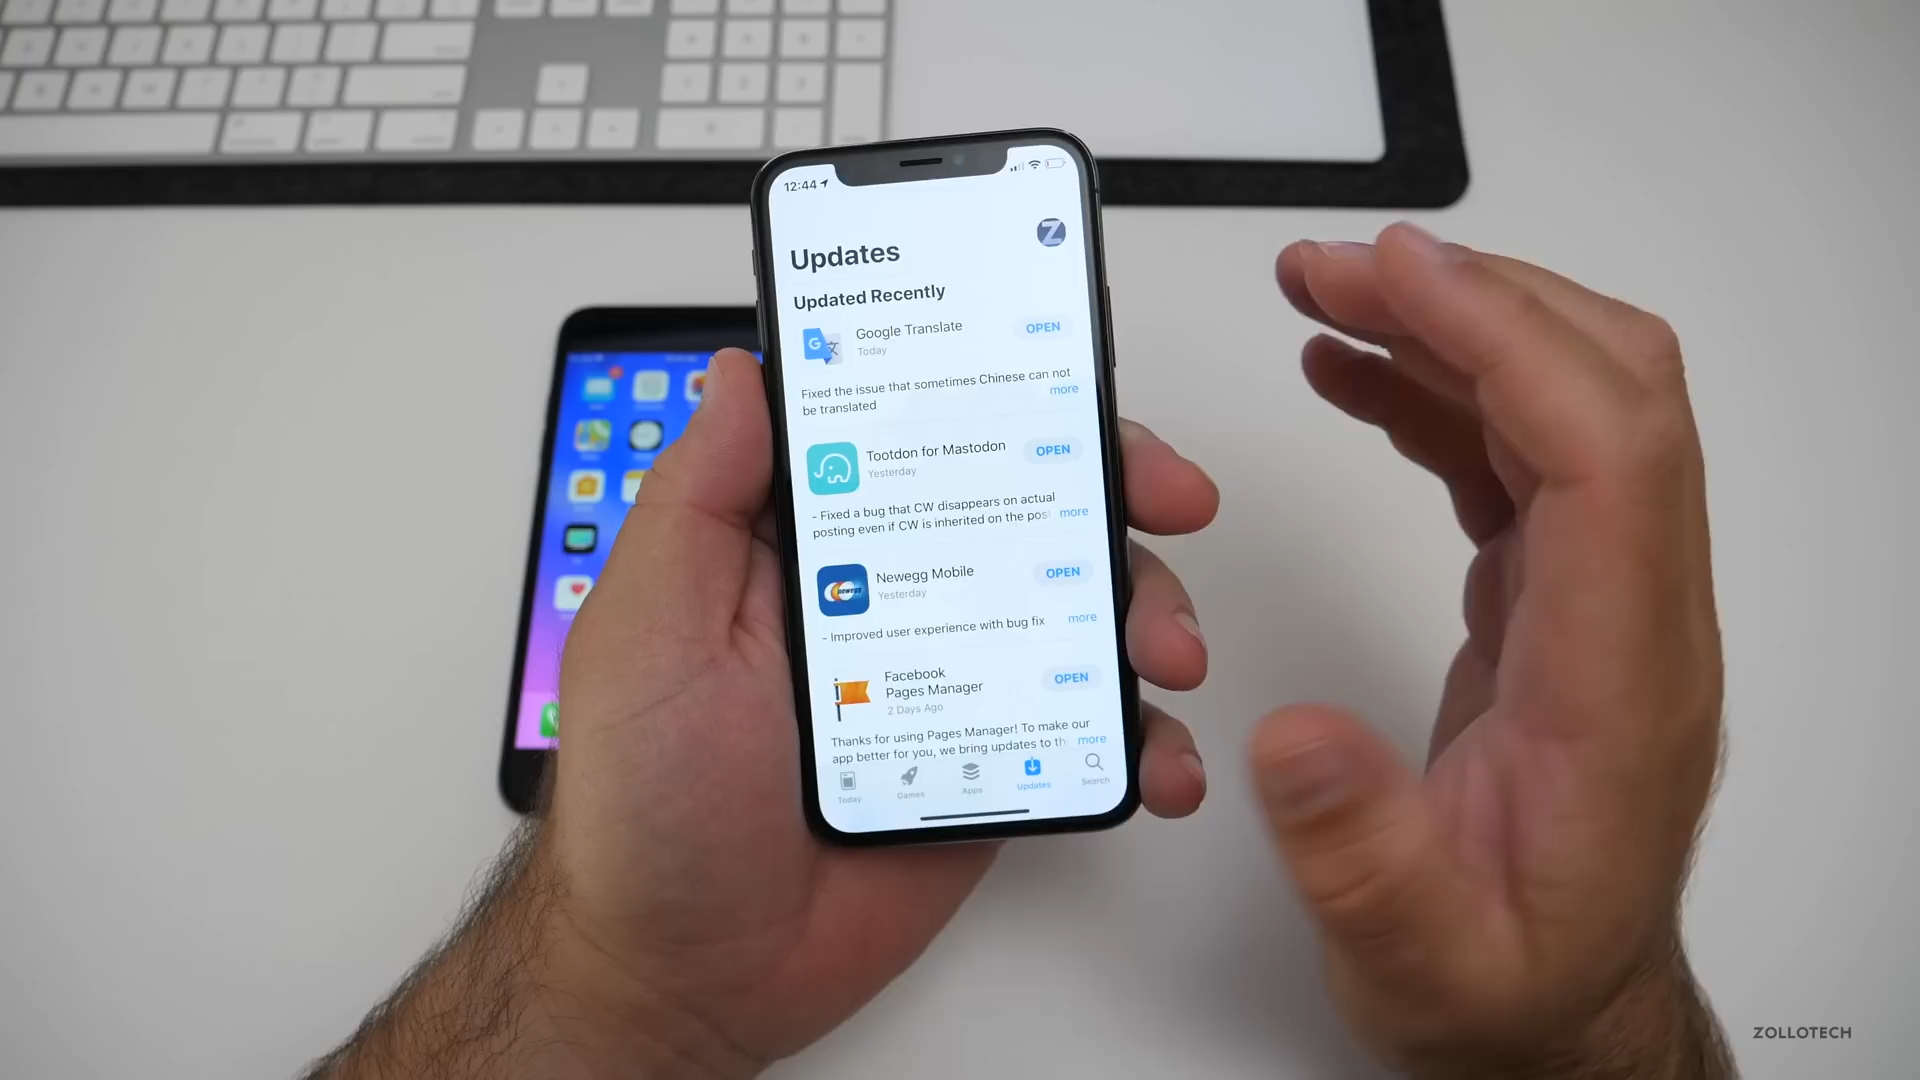 12:44
Updates
Z
Updated Recently
G
文
Google Translate
OPEN
Today
Fixed the issue that sometimes Chinese can not
be translated
more
Tootdon for Mastodon
OPEN
Yesterday
- Fixed a bug that CW disappears on actual
posting even if CW is inherited on the pos
more
newegg
Newegg Mobile
OPEN
Yesterday
- Improved user experience with bug fix
more
Facebook
Pages Manager
OPEN
2 Days Ago
Thanks for using Pages Manager! To make our
app better for you, we bring updates to th
more
Today
Games
Apps
Updates
Search
ZOLLOTECH